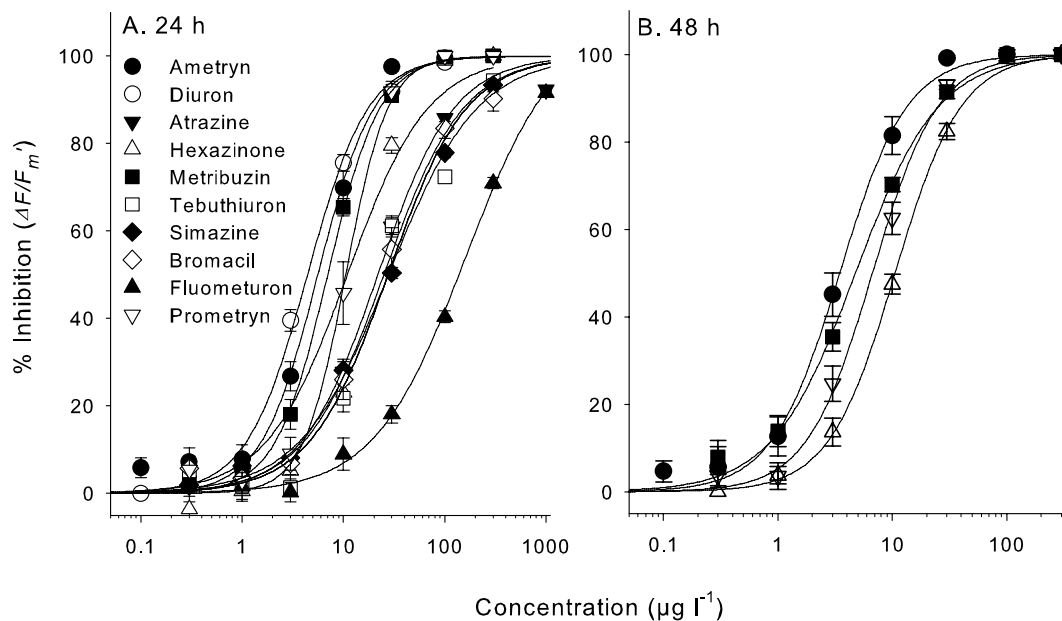 A. 24 h
B. 48 h
Ametryn
Diuron
Atrazine
Hexazinone
Metribuzin
Tebuthiuron
Simazine
Bromacil
Fluometuron
Prometryn
% Inhibition (ΔF/Fm')
100
80
60
40
20
0
0.1
1
10
100
1000
100
80
60
40
20
0
0.1
1
10
100
Concentration (µg l-1)